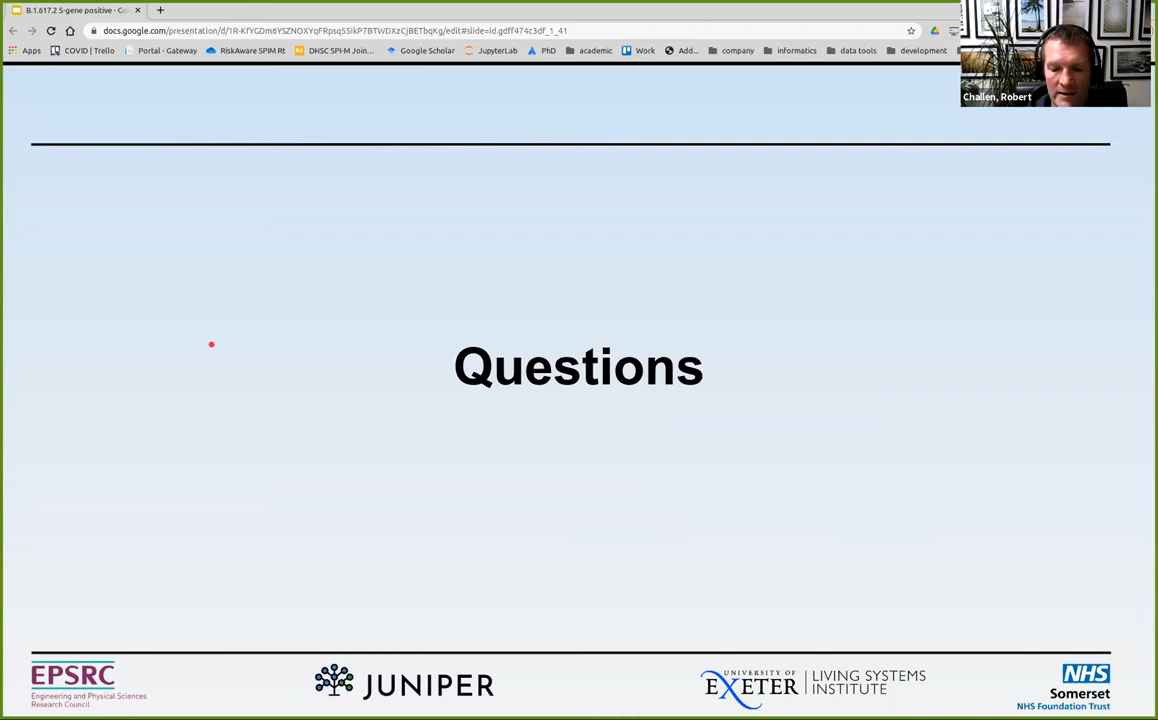 B.1.617.2 S-gene positive - Go
docs.google.com/presentation/d/1R-KfYGDm6YSZNOXYqFRpsq5SikP7BTWDXzCjBETbqKg/edit#slide=id.gdff474c3df_1_41
Apps COVID | Trello Portal - Gateway RiskAware SPIM Rt DHSC SPI-M Join... Google Scholar JupyterLab PhD academic Work Add... company informatics data tools development
Challen, Robert
Questions
EPSRC
Engineering and Physical Sciences
Research Council
JUNIPER
UNIVERSITY OF
EXETER
LIVING SYSTEMS
INSTITUTE
NHS
Somerset
NHS Foundation Trust